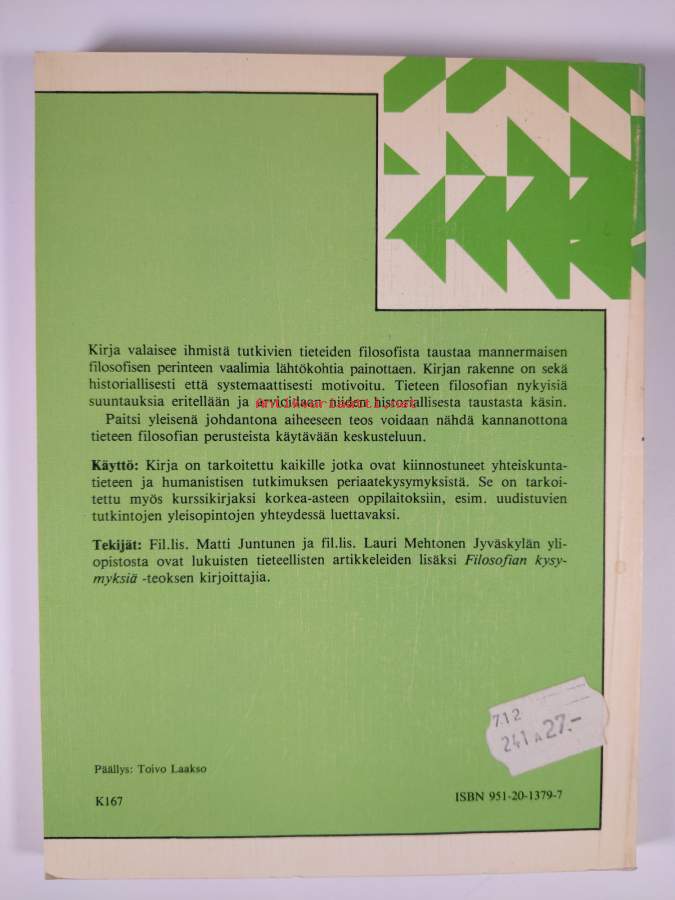 Kirja valaisee ihmistä tutkivien tieteiden filosofista taustaa mannermaisen
filosofisen perinteen vaalimia lähtökohtia painottaen. Kirjan rakenne on sekä
historiallisesti että systemaattisesti motivoitu. Tieteen filosofian nykyisiä
suuntauksia eritellään ja arvioidaan niiden historiallisesta taustasta käsin.
Paitsi yleisenä johdantona aiheeseen teos voidaan nähdä kannanottona
tieteen filosofian perusteista käytävään keskusteluun.
Käyttö: Kirja on tarkoitettu kaikille jotka ovat kiinnostuneet yhteiskunta-
tieteen ja humanistisen tutkimuksen periaatekysymyksistä. Se on tarkoi-
tettu myös kurssikirjaksi korkea-asteen oppilaitoksiin, esim. uudistuvien
tutkintojen yleisopintojen yhteydessä luettavaksi.
Tekijät: Fil.lis. Matti Juntunen ja fil.lis. Lauri Mehtonen Jyväskylän yli-
opistosta ovat lukuisten tieteellisten artikkeleiden lisäksi Filosofian kysy-
myksiä -teoksen kirjoittajia.
712
241 A 27.-
Päällys: Toivo Laakso
K167
ISBN 951-20-1379-7